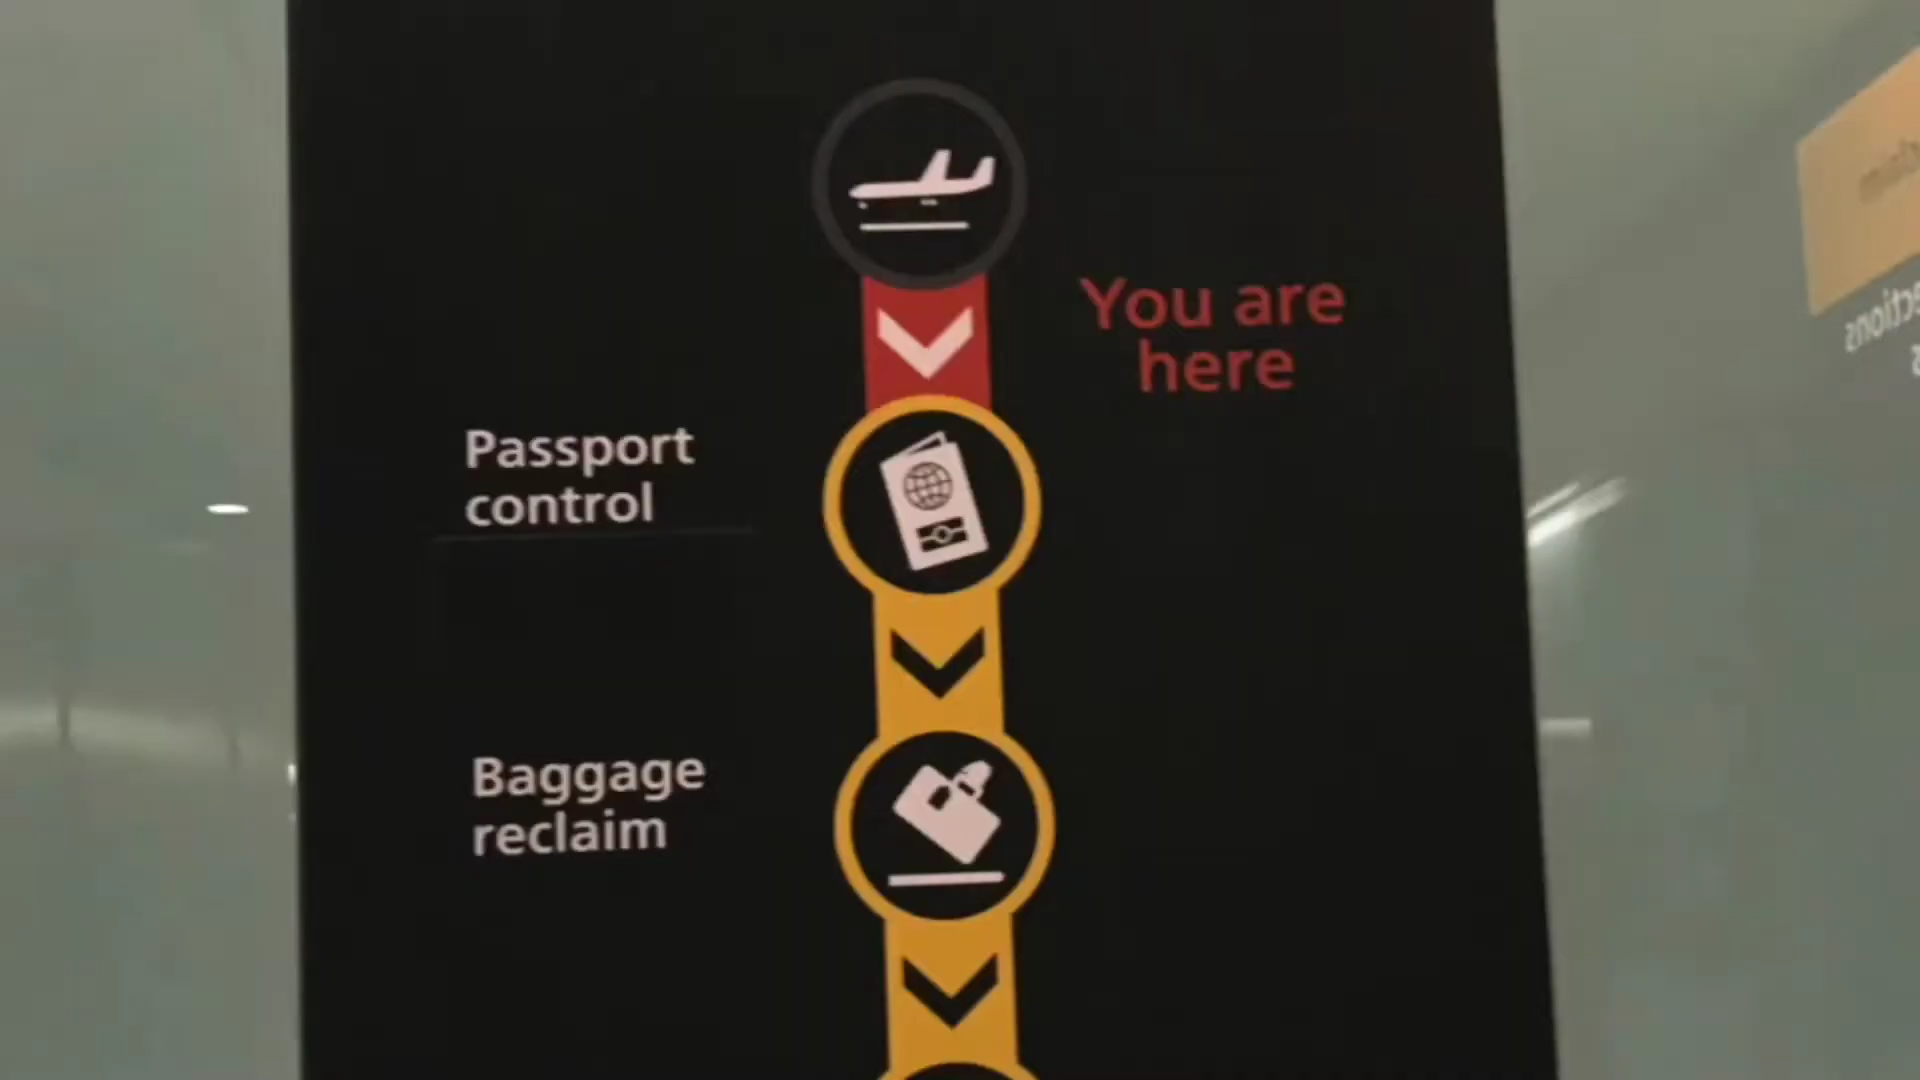 You are
here
Passport
control
Baggage
reclaim